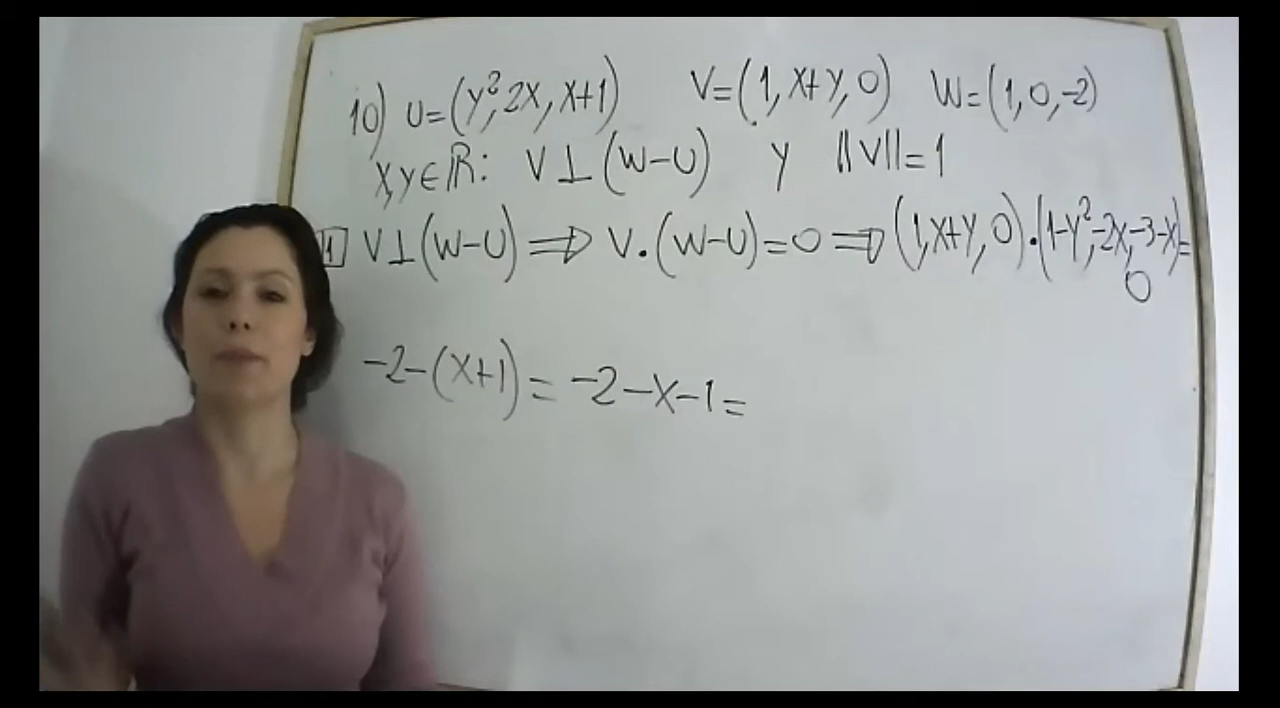 10) U=(y²,2x, x+1) V=(1, x+y, 0) W=(1,0,-2)
x,y∈ℝ: V⊥(W-U) y ||V||=1
1 V⊥(W-U) ⟹ V·(W-U)=0 ⟹ (1,x+y,0)·(1-y²,-2x,-3-x)=
0
-2-(x+1)= -2-x-1=